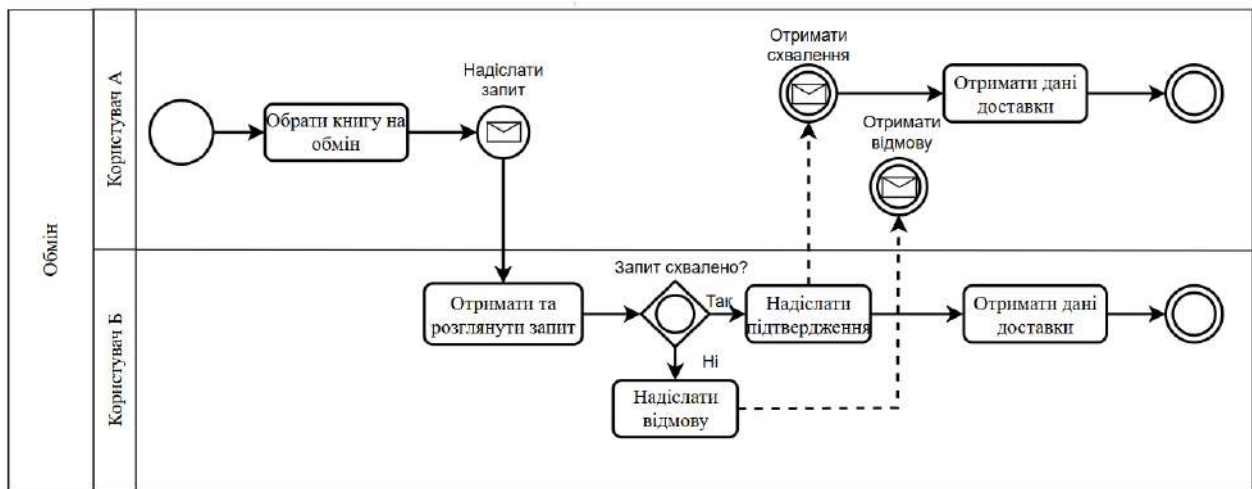 Обмін
Користувач А
Обрати книгу на
обмін
Надіслати
запит
Отримати
схвалення
Отримати
відмову
Отримати дані
доставки
Користувач Б
Отримати та
розглянути запит
Запит схвалено?
Так
Ні
Надіслати
підтвердження
Надіслати
відмову
Отримати дані
доставки